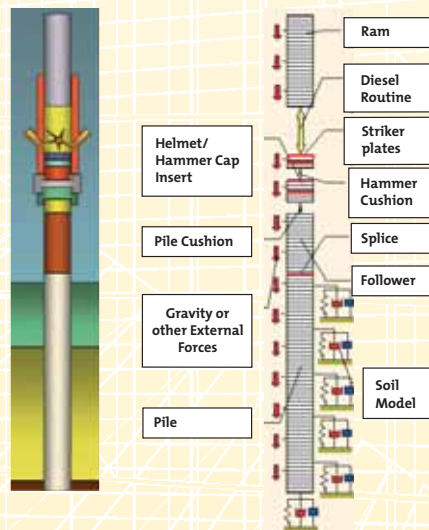 Ram
Diesel
Routine
Striker
plates
Helmet/
Hammer Cap
Insert
Hammer
Cushion
Pile Cushion
Splice
Follower
Gravity or
other External
Forces
Soil
Model
Pile